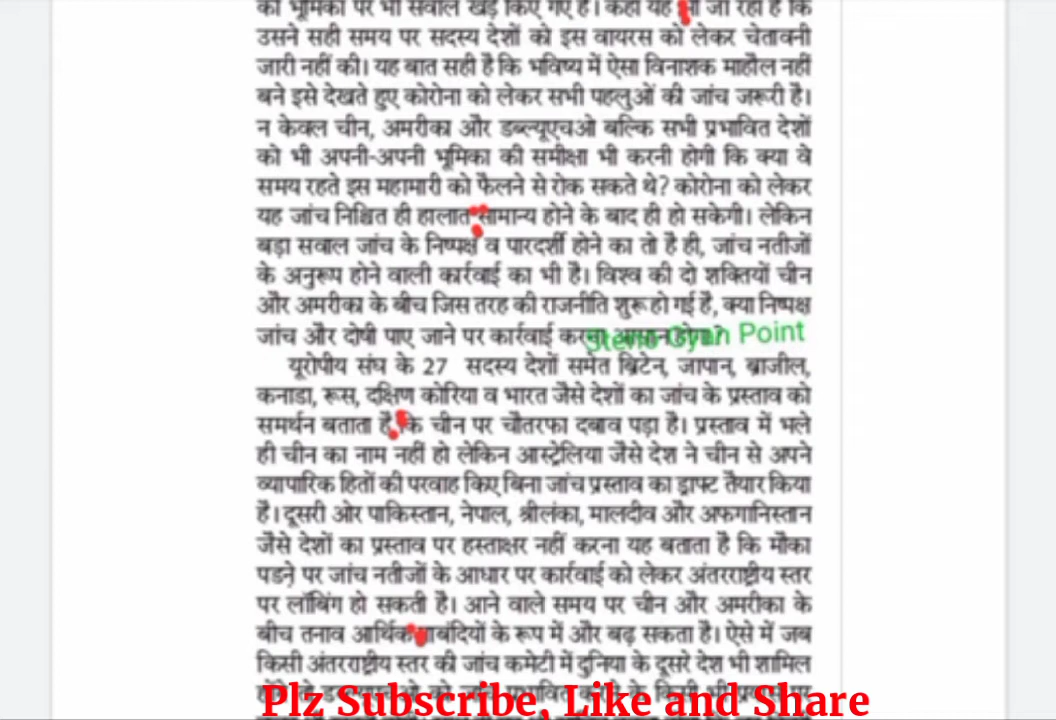 की भूमिका पर भी सवाल खड़े किए गए हैं। कहा यह भी जा रहा है कि
उसने सही समय पर सदस्य देशों को इस वायरस को लेकर चेतावनी
जारी नहीं की। यह बात सही है कि भविष्य में ऐसा विनाशक माहौल नहीं
बने इसे देखते हुए कोरोना को लेकर सभी पहलुओं की जांच जरूरी है।
न केवल चीन, अमरीका और डब्ल्यूएचओ बल्कि सभी प्रभावित देशों
को भी अपनी-अपनी भूमिका की समीक्षा भी करनी होगी कि क्या वे
समय रहते इस महामारी को फैलने से रोक सकते थे? कोरोना को लेकर
यह जांच निश्चित ही हालात सामान्य होने के बाद ही हो सकेगी। लेकिन
बड़ा सवाल जांच के निष्पक्ष व पारदर्शी होने का तो है ही, जांच नतीजों
के अनुरूप होने वाली कार्रवाई का भी है। विश्व की दो शक्तियों चीन
और अमरीका के बीच जिस तरह की राजनीति शुरू हो गई है, क्या निष्पक्ष
जांच और दोषी पाए जाने पर कार्रवाई करना आसान होगा?
Steno Gyan Point
यूरोपीय संघ के 27 सदस्य देशों समेत ब्रिटेन, जापान, ब्राजील,
कनाडा, रूस, दक्षिण कोरिया व भारत जैसे देशों का जांच के प्रस्ताव को
समर्थन बताता है कि चीन पर चौतरफा दबाव पड़ा है। प्रस्ताव में भले
ही चीन का नाम नहीं हो लेकिन आस्ट्रेलिया जैसे देश ने चीन से अपने
व्यापारिक हितों की परवाह किए बिना जांच प्रस्ताव का ड्राफ्ट तैयार किया
है। दूसरी ओर पाकिस्तान, नेपाल, श्रीलंका, मालदीव और अफगानिस्तान
जैसे देशों का प्रस्ताव पर हस्ताक्षर नहीं करना यह बताता है कि मौका
पडऩे पर जांच नतीजों के आधार पर कार्रवाई को लेकर अंतरराष्ट्रीय स्तर
पर लॉबिंग हो सकती है। आने वाले समय पर चीन और अमरीका के
बीच तनाव आर्थिक पाबंदियों के रूप में और बढ़ सकता है। ऐसे में जब
किसी अंतरराष्ट्रीय स्तर की जांच कमेटी में दुनिया के दूसरे देश भी शामिल
Plz Subscribe, Like and Share